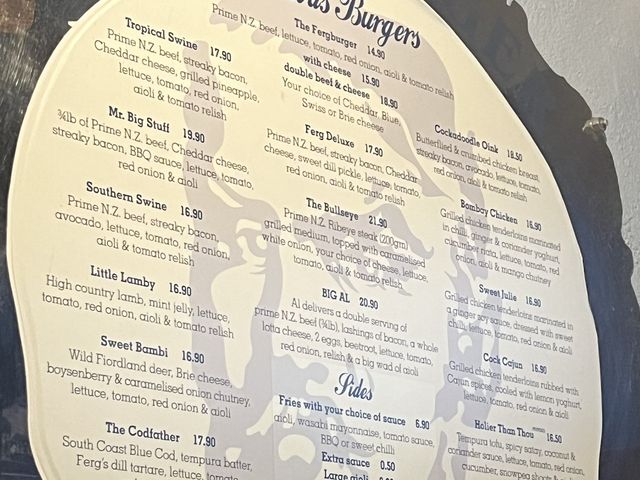 Burgers
Tropical Swine 17.90
Prime N.Z. beef, streaky bacon,
Cheddar cheese, grilled pineapple,
lettuce, tomato, red onion,
aioli & tomato relish
Mr. Big Stuff 19.90
¾lb of Prime N.Z. beef, Cheddar cheese,
streaky bacon, BBQ sauce, lettuce, tomato,
red onion & aioli
Southern Swine 16.90
Prime N.Z. beef, streaky bacon,
avocado, lettuce, tomato, red onion,
aioli & tomato relish
Little Lamby 16.90
High country lamb, mint jelly, lettuce,
tomato, red onion, aioli & tomato relish
Sweet Bambi 16.90
Wild Fiordland deer, Brie cheese,
boysenberry & caramelised onion chutney,
lettuce, tomato, red onion & aioli
The Codfather 17.90
South Coast Blue Cod, tempura batter,
Ferg's dill tartare, lettuce, tomato
The Fergburger 14.90
Prime N.Z. beef, lettuce, tomato, red onion, aioli & tomato relish
with cheese 15.90
double beef & cheese 18.90
Your choice of Cheddar, Blue,
Swiss or Brie cheese
Ferg Deluxe 17.90
Prime N.Z. beef, streaky bacon, Cheddar
cheese, sweet dill pickle, lettuce, tomato,
red onion, aioli & tomato relish
The Bullseye 21.90
Prime N.Z. Ribeye steak (200gm)
grilled medium, topped with caramelised
white onion, your choice of cheese, lettuce,
tomato, aioli & tomato relish
BIG AL 20.90
Al delivers a double serving of
prime N.Z. beef (½lb), lashings of bacon, a whole
lotta cheese, 2 eggs, beetroot, lettuce, tomato,
red onion, relish & a big wad of aioli
Sides
Fries with your choice of sauce 6.90
aioli, wasabi mayonnaise, tomato sauce,
BBQ or sweet chilli
Extra sauce 0.50
Large aioli
Cockadoodle Oink 18.50
Butterflied & crumbed chicken breast,
streaky bacon, avocado, lettuce, tomato,
red onion, aioli & tomato relish
Bombay Chicken 16.90
Grilled chicken tenderloins marinated
in chilli, ginger & coriander yoghurt,
cucumber raita, lettuce, tomato, red
onion, aioli & mango chutney
Sweet Julie 16.90
Grilled chicken tenderloins marinated in
a ginger soy sauce, dressed with sweet
chilli, lettuce, tomato, red onion & aioli
Cock Cajun 16.90
Grilled chicken tenderloins rubbed with
Cajun spices, cooled with lemon yoghurt,
lettuce, tomato, red onion & aioli
Holier Than Thou 16.50
Tempura tofu, spicy satay, coconut &
coriander sauce, lettuce, tomato, red onion,
cucumber, snowpea shoots &